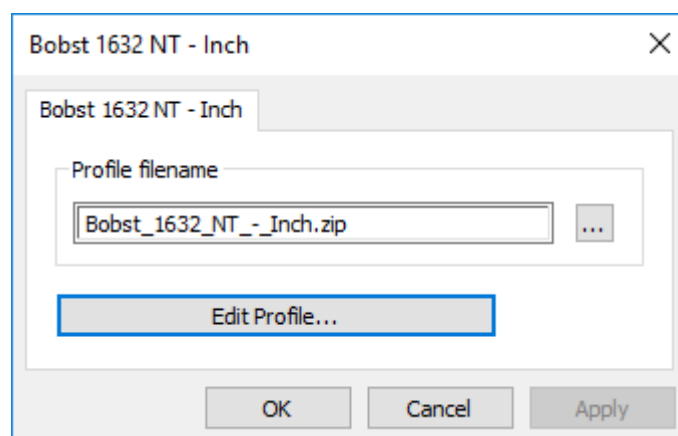 Bobst 1632 NT - Inch
Bobst 1632 NT - Inch
Profile filename
Bobst_1632_NT_-_Inch.zip
...
Edit Profile...
OK Cancel Apply